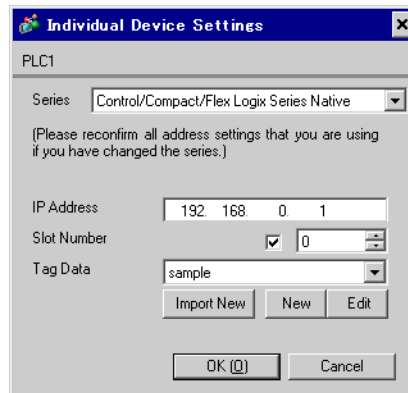 Individual Device Settings
PLC1
Series Control/Compact/Flex Logix Series Native
(Please reconfirm all address settings that you are using
if you have changed the series.)
IP Address 192. 168. 0. 1
Slot Number 0
Tag Data sample
Import New New Edit
OK (O) Cancel